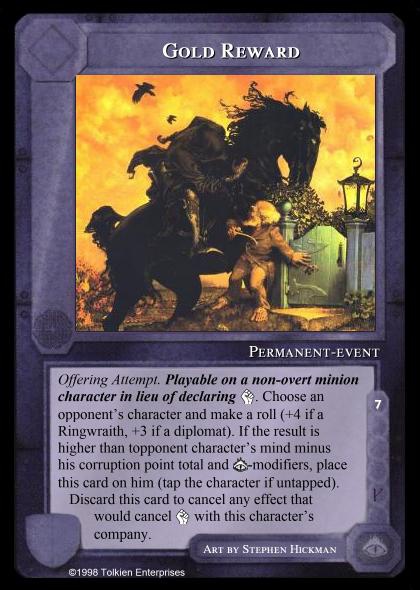 GOLD REWARD
PERMANENT-EVENT
Offering Attempt. Playable on a non-overt minion
character in lieu of declaring . Choose an
opponent's character and make a roll (+4 if a
Ringwraith, +3 if a diplomat). If the result is
higher than topponent character's mind minus
his corruption point total and -modifiers, place
this card on him (tap the character if untapped).
Discard this card to cancel any effect that
would cancel with this character's
company.
7
ART BY STEPHEN HICKMAN
©1998 Tolkien Enterprises